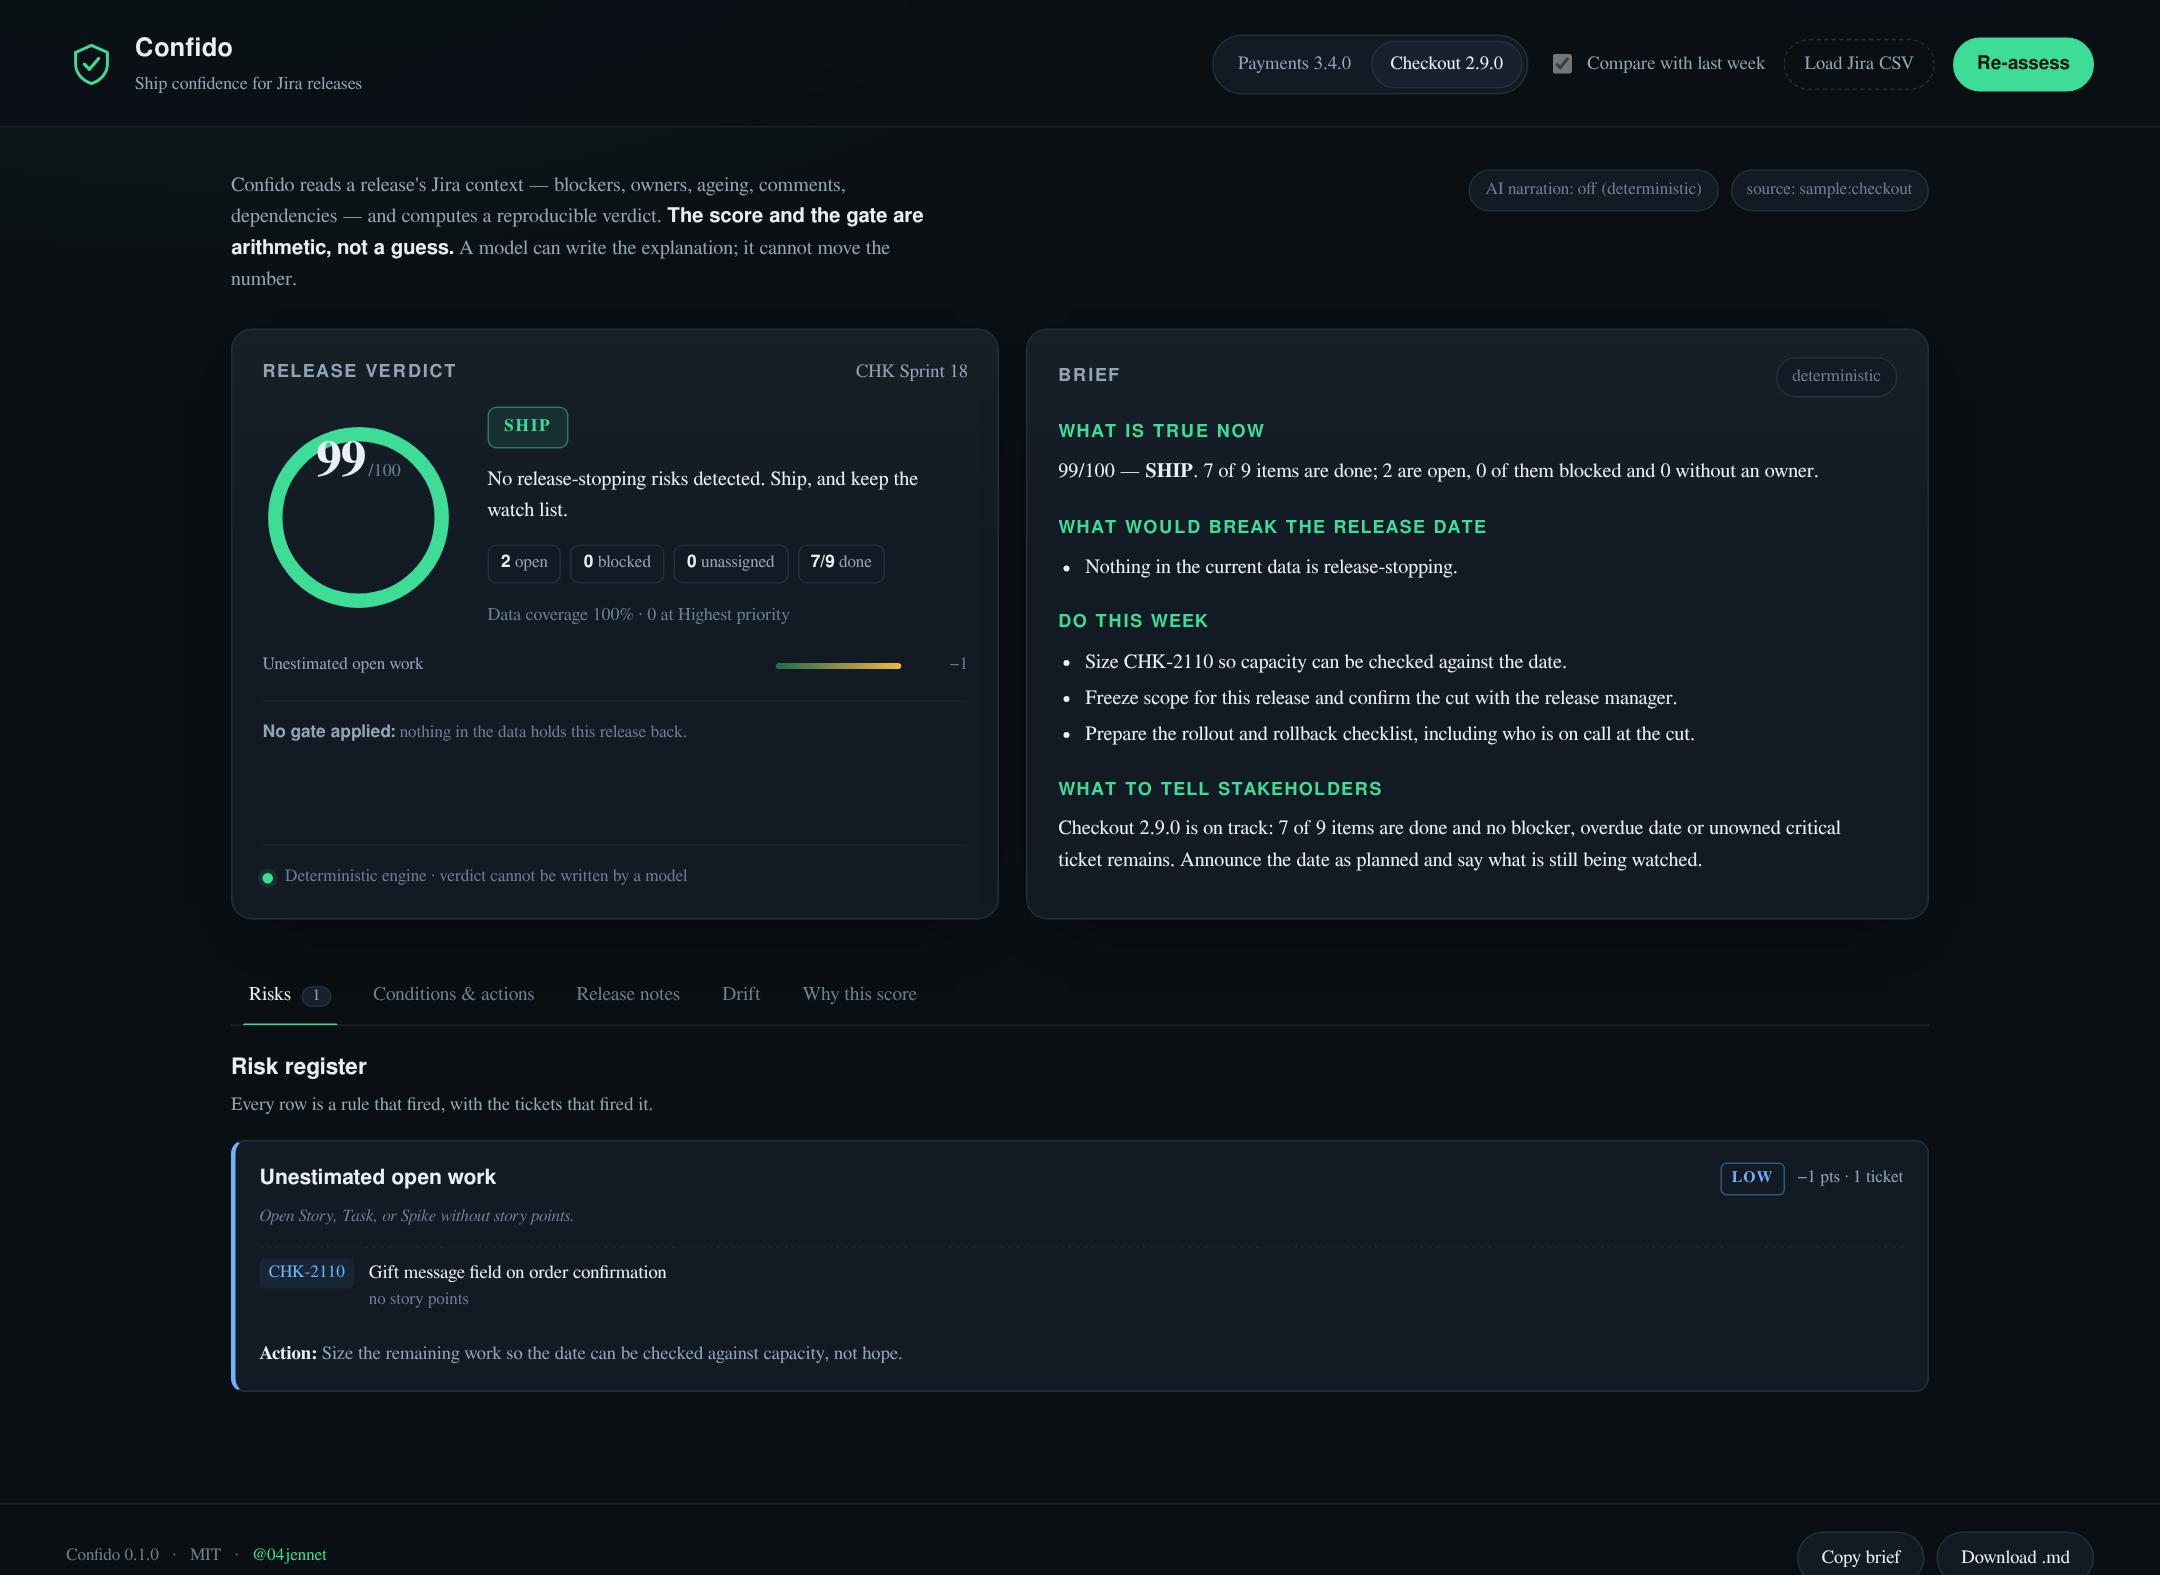 Confido
Ship confidence for Jira releases
Payments 3.4.0
Checkout 2.9.0
Compare with last week
Load Jira CSV
Re-assess
Confido reads a release's Jira context — blockers, owners, ageing, comments,
dependencies — and computes a reproducible verdict. The score and the gate are
arithmetic, not a guess. A model can write the explanation; it cannot move the
number.
AI narration: off (deterministic)
source: sample:checkout
RELEASE VERDICT
CHK Sprint 18
99/100
SHIP
No release-stopping risks detected. Ship, and keep the
watch list.
2 open
0 blocked
0 unassigned
7/9 done
Data coverage 100% · 0 at Highest priority
Unestimated open work
−1
No gate applied: nothing in the data holds this release back.
Deterministic engine · verdict cannot be written by a model
BRIEF
deterministic
WHAT IS TRUE NOW
99/100 — SHIP. 7 of 9 items are done; 2 are open, 0 of them blocked and 0 without an owner.
WHAT WOULD BREAK THE RELEASE DATE
• Nothing in the current data is release-stopping.
DO THIS WEEK
• Size CHK-2110 so capacity can be checked against the date.
• Freeze scope for this release and confirm the cut with the release manager.
• Prepare the rollout and rollback checklist, including who is on call at the cut.
WHAT TO TELL STAKEHOLDERS
Checkout 2.9.0 is on track: 7 of 9 items are done and no blocker, overdue date or unowned critical
ticket remains. Announce the date as planned and say what is still being watched.
Risks 1
Conditions & actions
Release notes
Drift
Why this score
Risk register
Every row is a rule that fired, with the tickets that fired it.
Unestimated open work
LOW
−1 pts · 1 ticket
Open Story, Task, or Spike without story points.
CHK-2110
Gift message field on order confirmation
no story points
Action: Size the remaining work so the date can be checked against capacity, not hope.
Confido 0.1.0 · MIT · @04jennet
Copy brief
Download .md